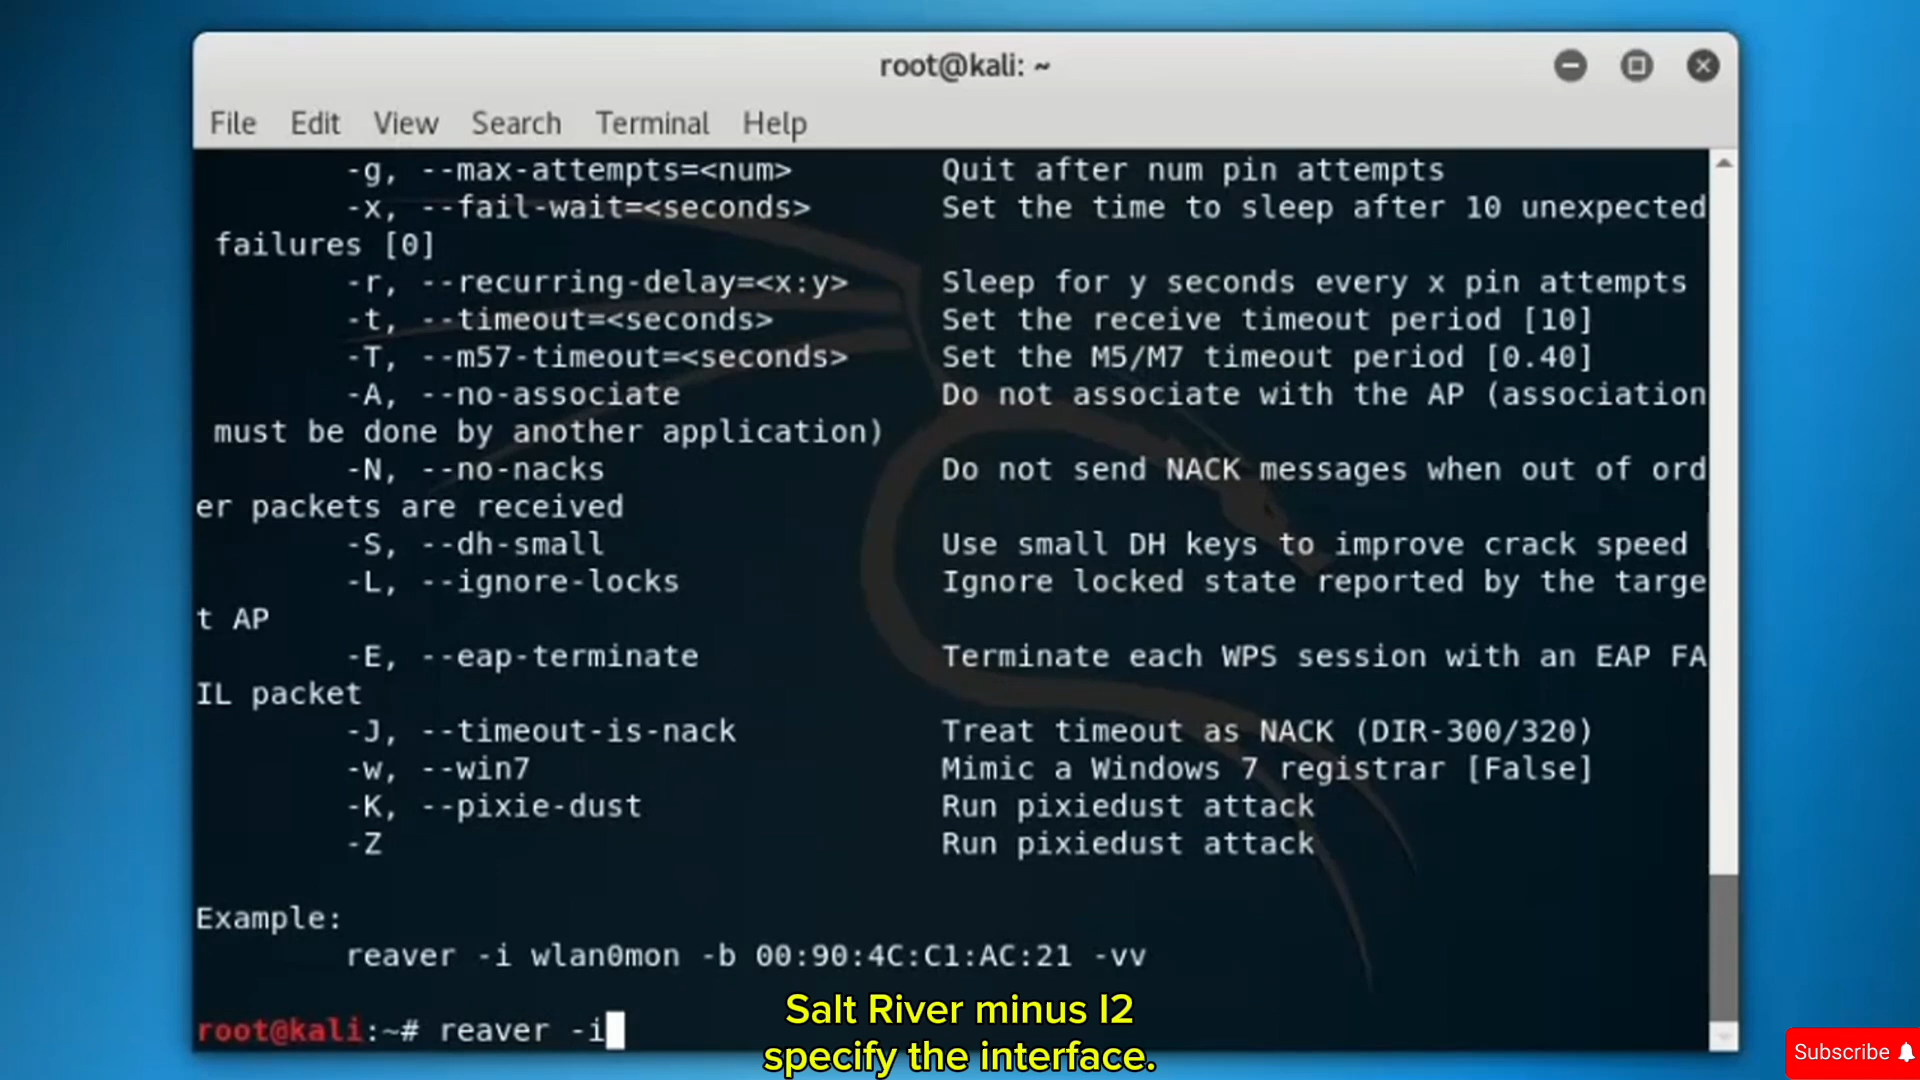 root@kali: ~
File Edit View Search Terminal Help
-g, --max-attempts=<num> Quit after num pin attempts
-x, --fail-wait=<seconds> Set the time to sleep after 10 unexpected
failures [0]
-r, --recurring-delay=<x:y> Sleep for y seconds every x pin attempts
-t, --timeout=<seconds> Set the receive timeout period [10]
-T, --m57-timeout=<seconds> Set the M5/M7 timeout period [0.40]
-A, --no-associate Do not associate with the AP (association
must be done by another application)
-N, --no-nacks Do not send NACK messages when out of ord
er packets are received
-S, --dh-small Use small DH keys to improve crack speed
-L, --ignore-locks Ignore locked state reported by the targe
t AP
-E, --eap-terminate Terminate each WPS session with an EAP FA
IL packet
-J, --timeout-is-nack Treat timeout as NACK (DIR-300/320)
-w, --win7 Mimic a Windows 7 registrar [False]
-K, --pixie-dust Run pixiedust attack
-Z Run pixiedust attack
Example:
reaver -i wlan0mon -b 00:90:4C:C1:AC:21 -vv
root@kali:~# reaver -i
Salt River minus I2
specify the interface.
Subscribe